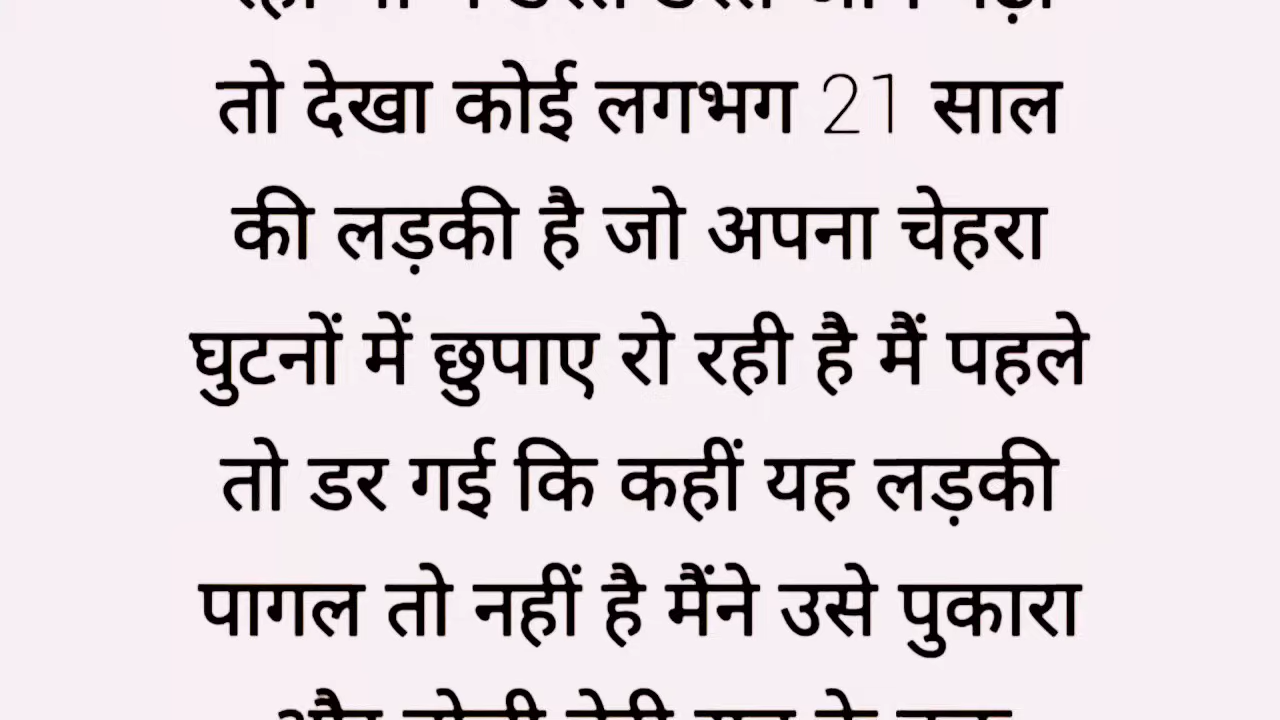 तो देखा कोई लगभग 21 साल
की लड़की है जो अपना चेहरा
घुटनों में छुपाए रो रही है मैं पहले
तो डर गई कि कहीं यह लड़की
पागल तो नहीं है मैंने उसे पुकारा